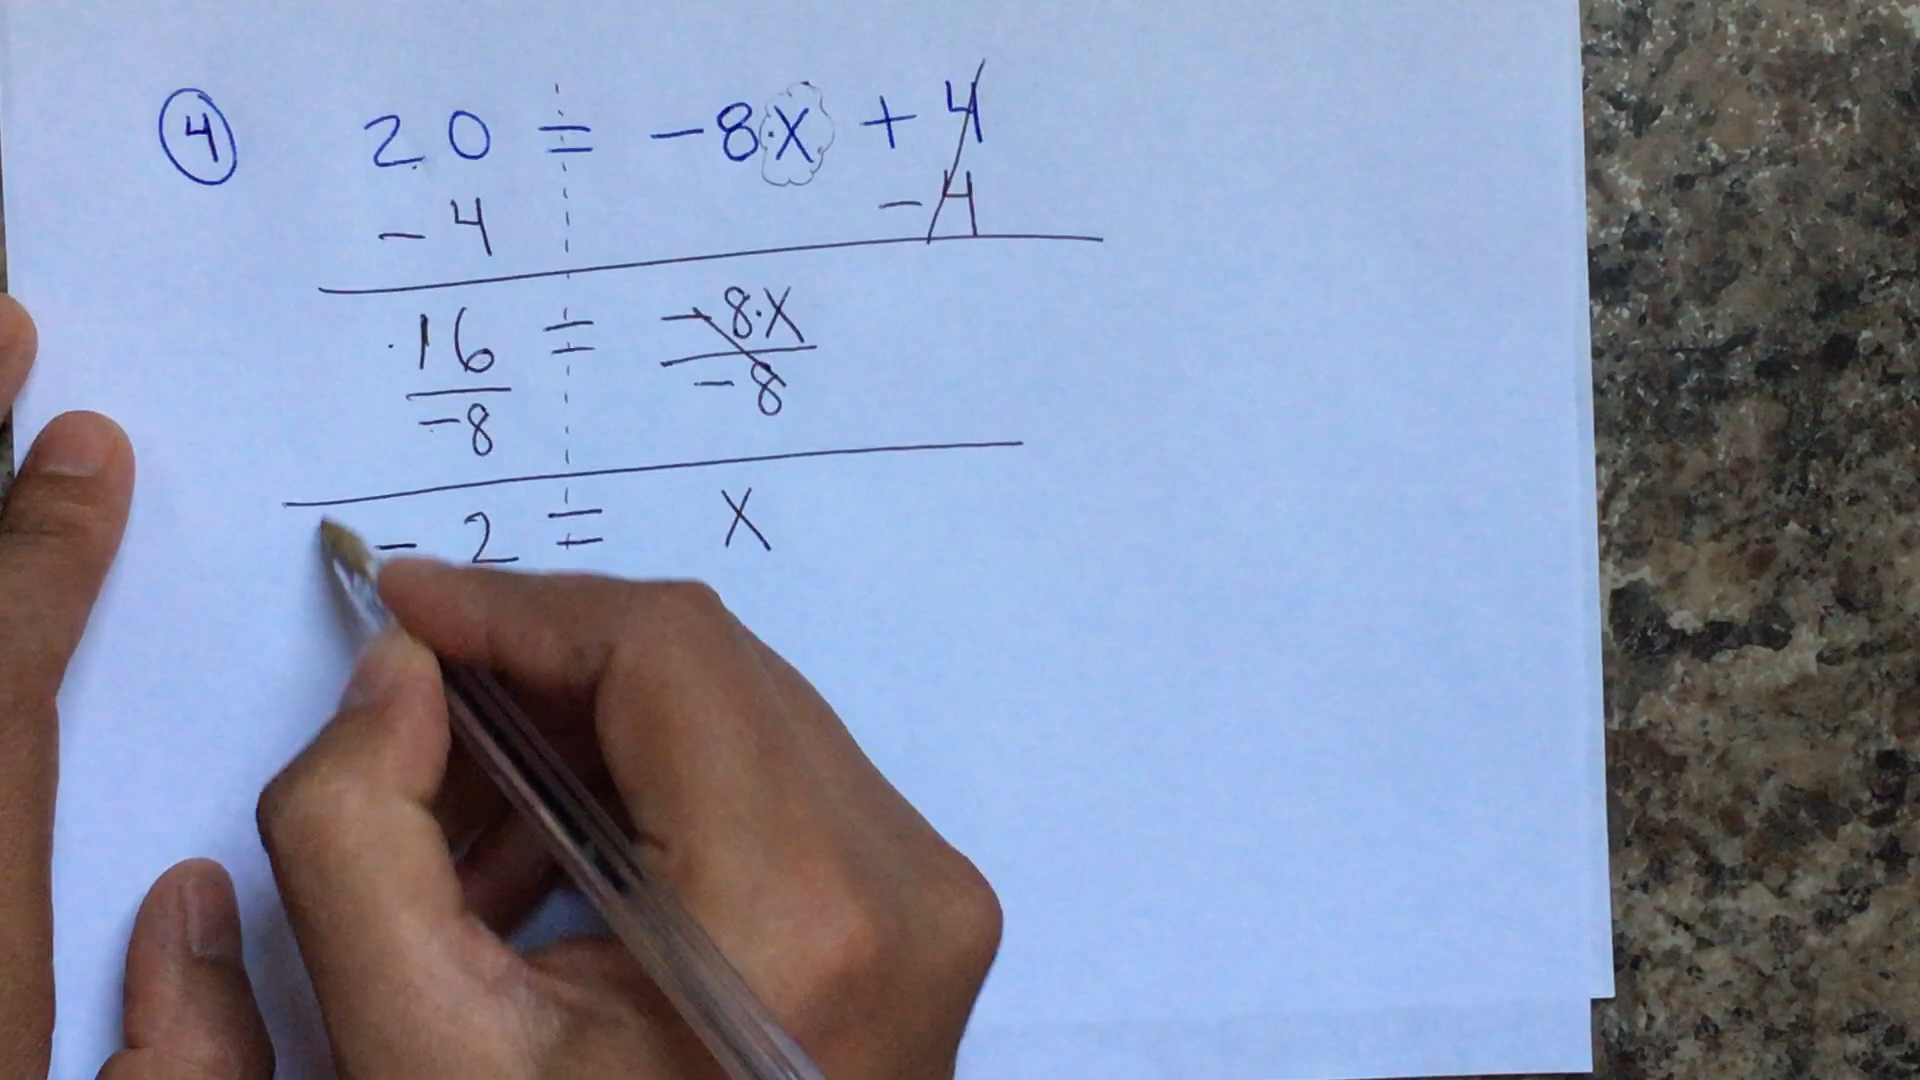 ④ 20 = -8·x + 4
-4 -4
16 = -8·x
-8 -8
-2 = x